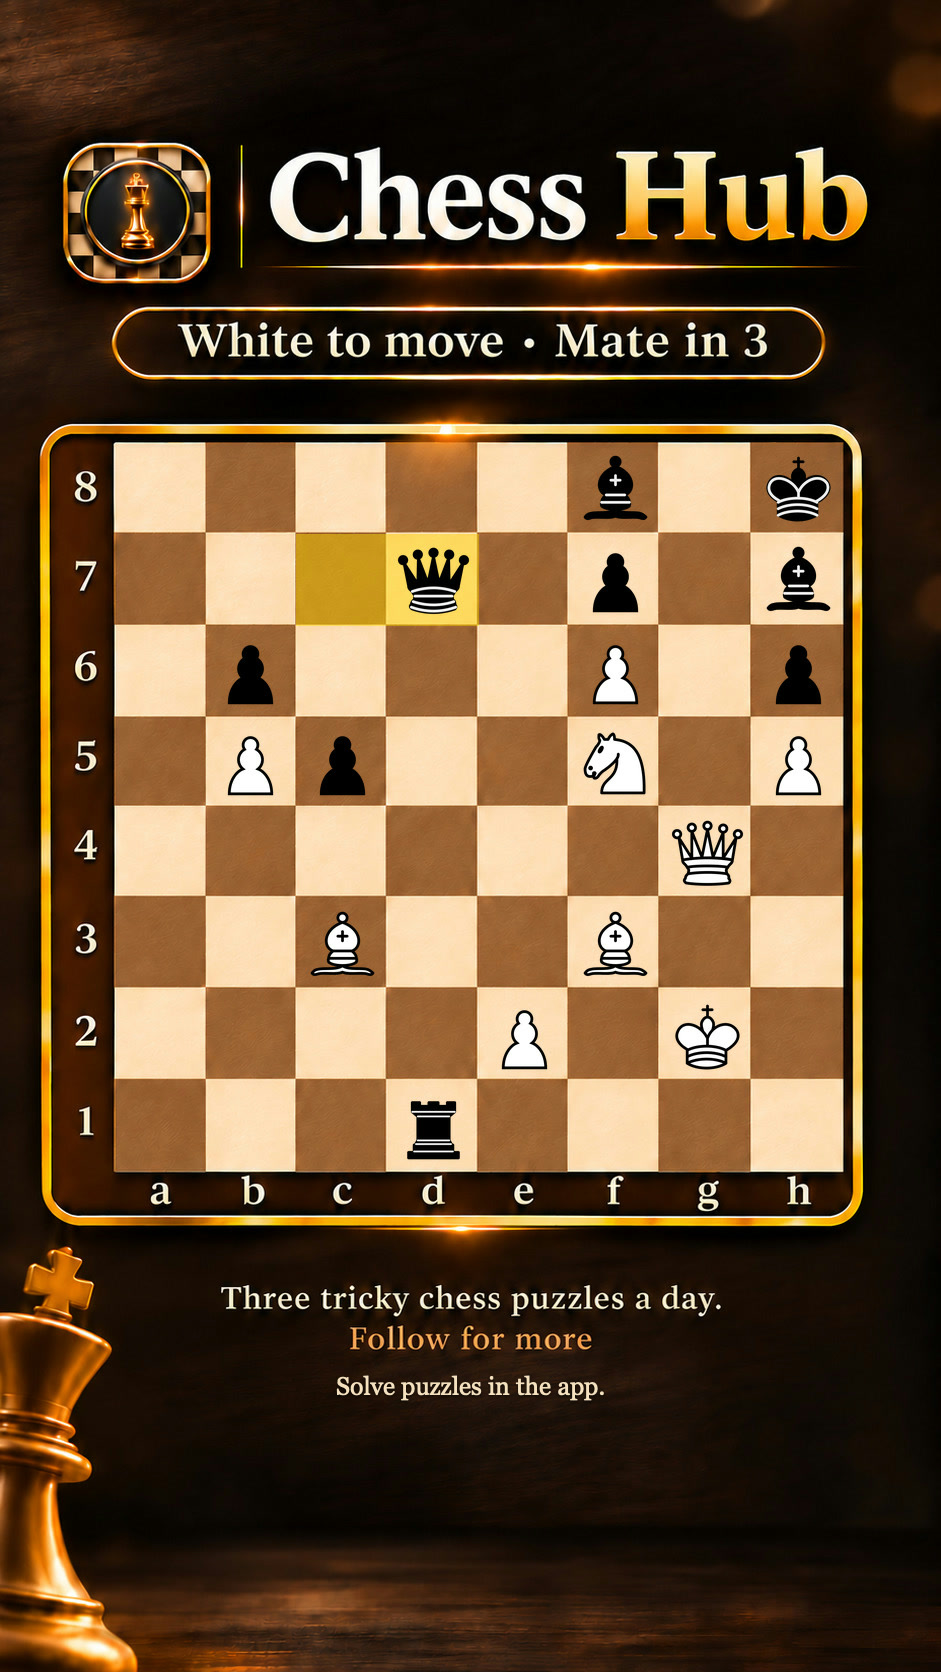 Chess Hub
White to move • Mate in 3
8
7
6
5
4
3
2
1
a b c d e f g h
Three tricky chess puzzles a day.
Follow for more
Solve puzzles in the app.